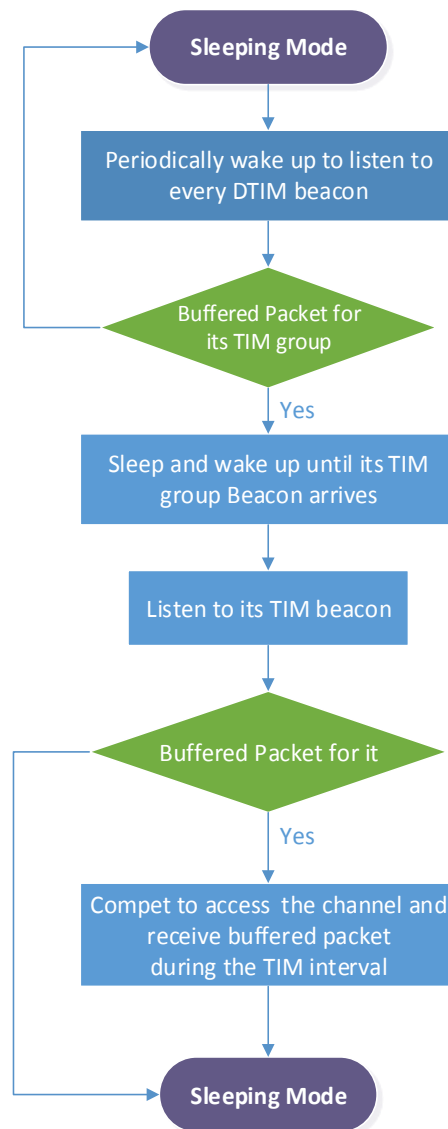 Sleeping Mode
Periodically wake up to listen to
every DTIM beacon
Buffered Packet for
its TIM group
Yes
Sleep and wake up until its TIM
group Beacon arrives
Listen to its TIM beacon
Buffered Packet for it
Yes
Compet to access the channel and
receive buffered packet
during the TIM interval
Sleeping Mode